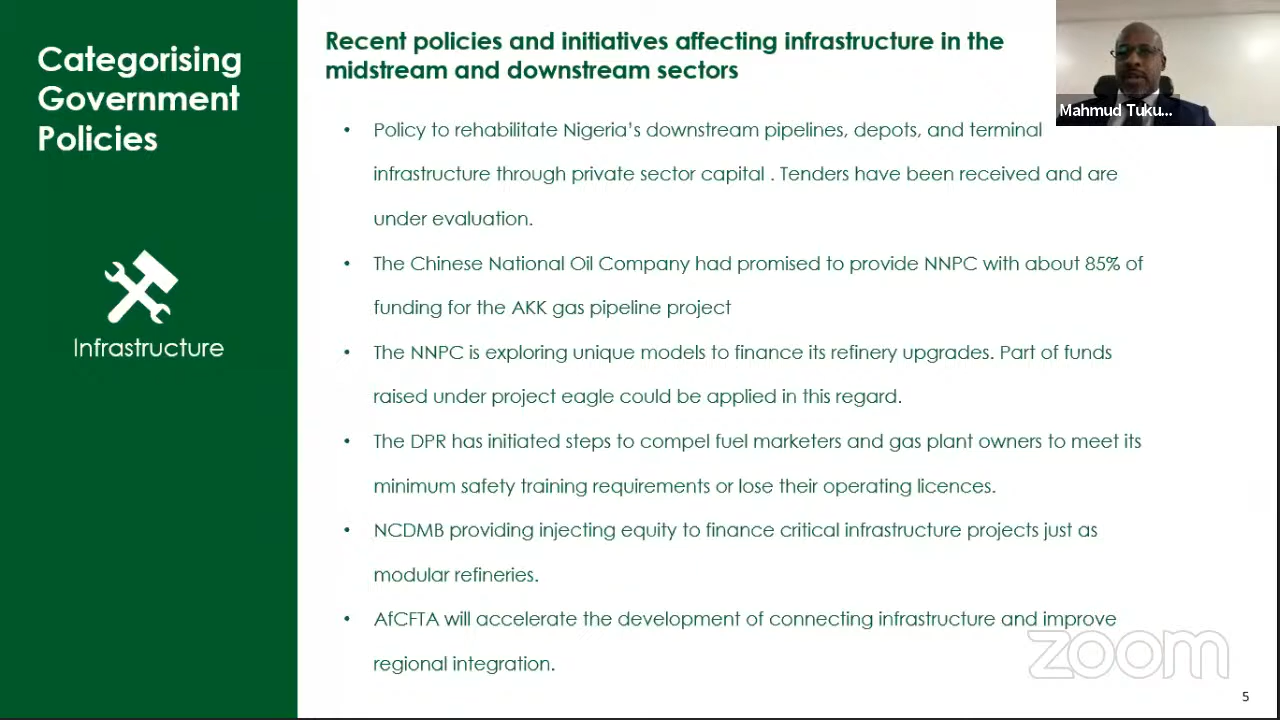 Categorising
Government
Policies
Infrastructure
Recent policies and initiatives affecting infrastructure in the
midstream and downstream sectors
• Policy to rehabilitate Nigeria’s downstream pipelines, depots, and terminal
infrastructure through private sector capital . Tenders have been received and are
under evaluation.
• The Chinese National Oil Company had promised to provide NNPC with about 85% of
funding for the AKK gas pipeline project
• The NNPC is exploring unique models to finance its refinery upgrades. Part of funds
raised under project eagle could be applied in this regard.
• The DPR has initiated steps to compel fuel marketers and gas plant owners to meet its
minimum safety training requirements or lose their operating licences.
• NCDMB providing injecting equity to finance critical infrastructure projects just as
modular refineries.
• AfCFTA will accelerate the development of connecting infrastructure and improve
regional integration.
Mahmud Tuku...
zoom
5